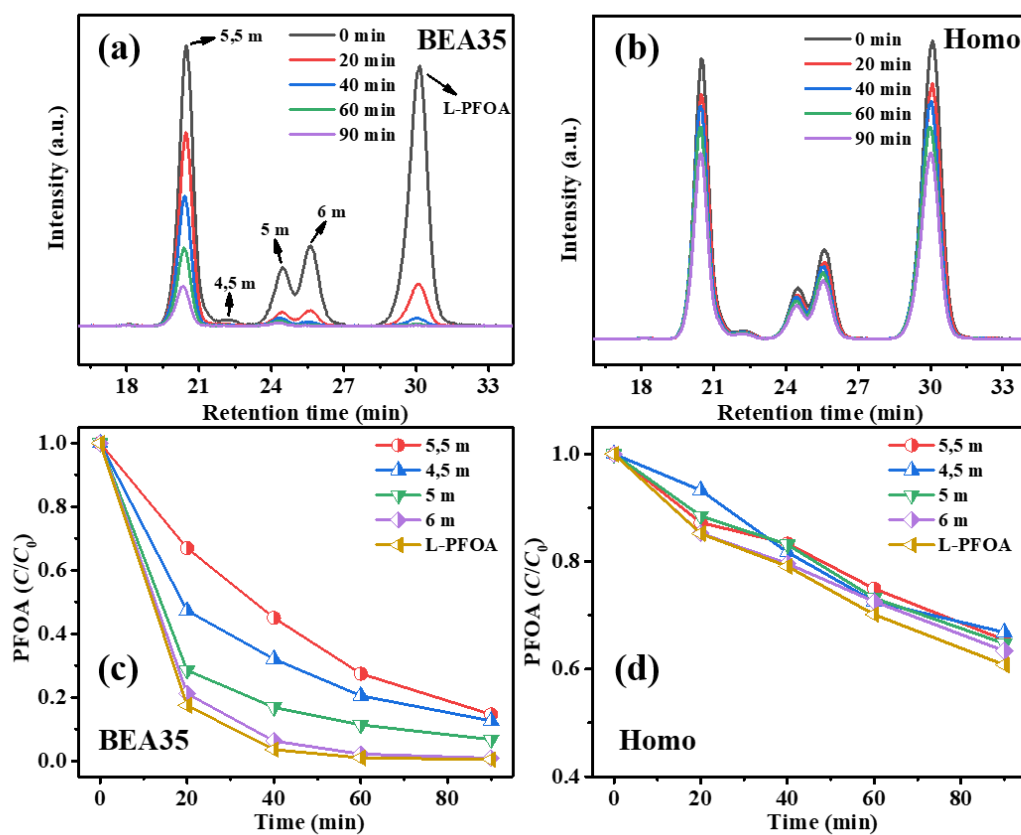 (a)
5,5 m
0 min
20 min
40 min
60 min
90 min
BEA35
L-PFOA
4,5 m
5 m
6 m
Intensity (a.u.)
18 21 24 27 30 33
Retention time (min)
(b)
0 min
20 min
40 min
60 min
90 min
Homo
Intensity (a.u.)
18 21 24 27 30 33
Retention time (min)
1.0
0.8
0.6
0.4
0.2
0.0
PFOA (C/C0)
5,5 m
4,5 m
5 m
6 m
L-PFOA
(c)
BEA35
0 20 40 60 80
Time (min)
1.0
0.8
0.6
0.4
PFOA (C/C0)
5,5 m
4,5 m
5 m
6 m
L-PFOA
(d)
Homo
0 20 40 60 80
Time (min)